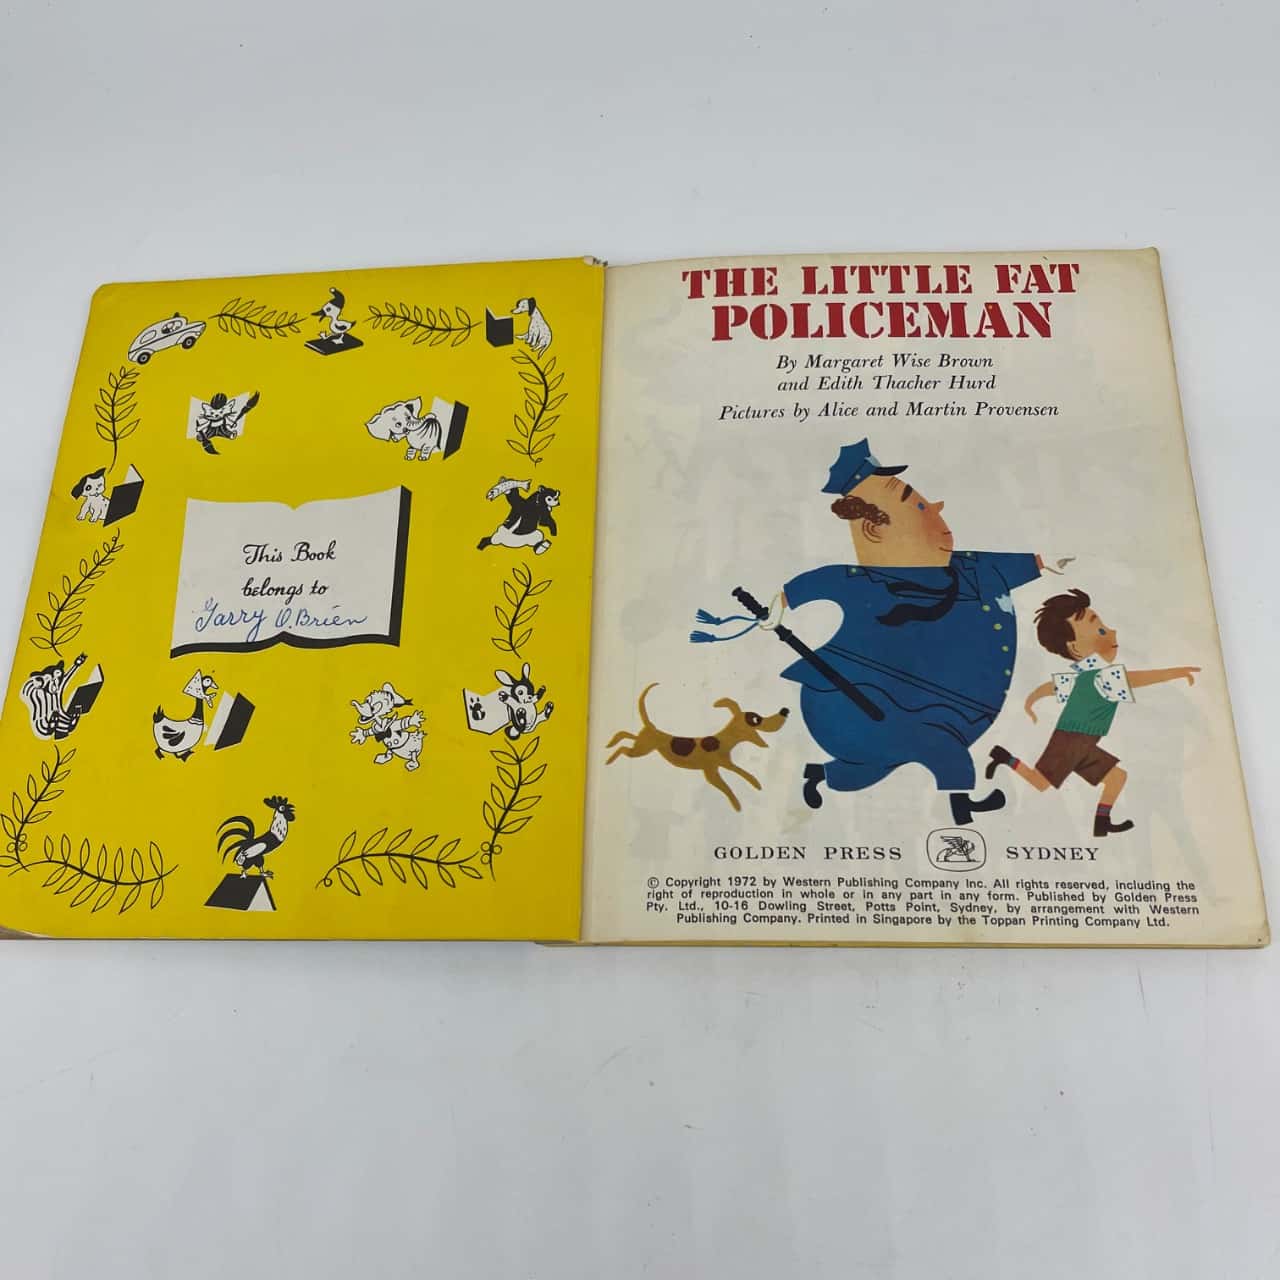 This Book
belongs to
Garry O.Brien
THE LITTLE FAT
POLICEMAN
By Margaret Wise Brown
and Edith Thacher Hurd
Pictures by Alice and Martin Provensen
GOLDEN PRESS SYDNEY
© Copyright 1972 by Western Publishing Company Inc. All rights reserved, including the
right of reproduction in whole or in any part in any form. Published by Golden Press
Pty. Ltd., 10-16 Dowling Street, Potts Point, Sydney, by arrangement with Western
Publishing Company. Printed in Singapore by the Toppan Printing Company Ltd.